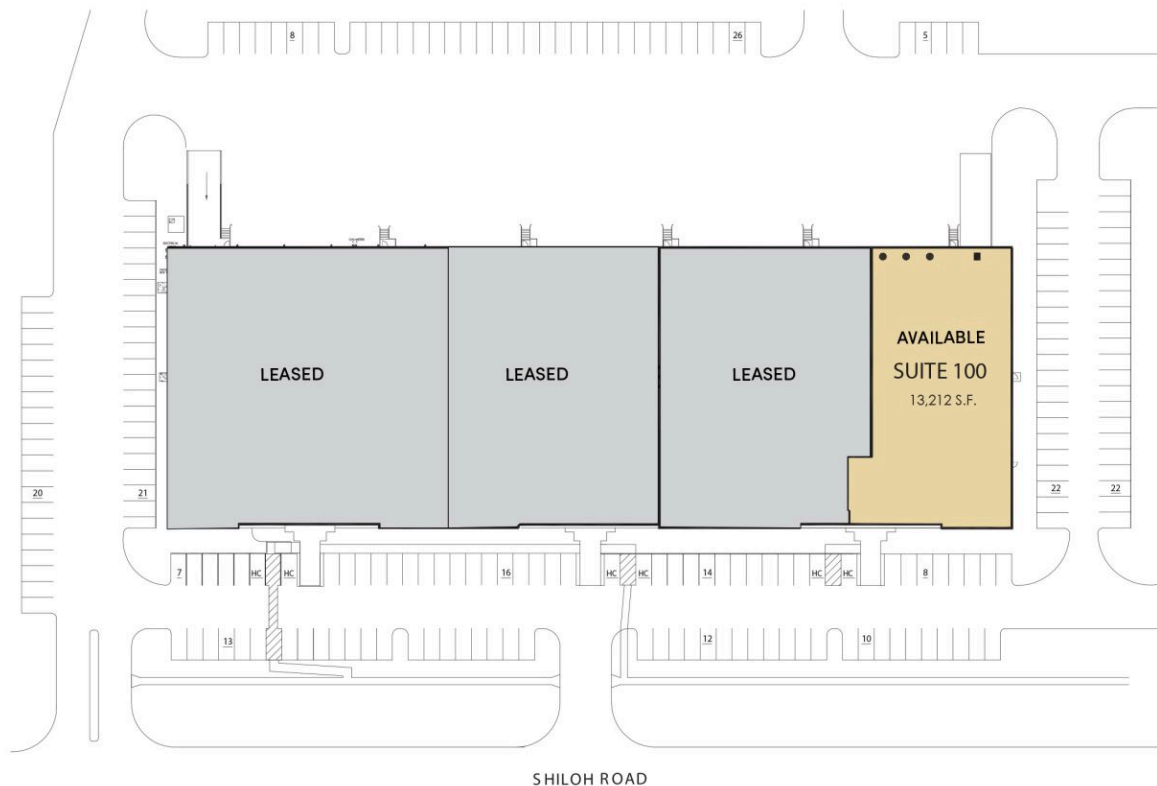 8
26
5
LEASED
LEASED
LEASED
AVAILABLE
SUITE 100
13,212 S.F.
20
21
22
22
7
HC
HC
16
HC
HC
14
HC
HC
8
13
12
10
SHILOH ROAD